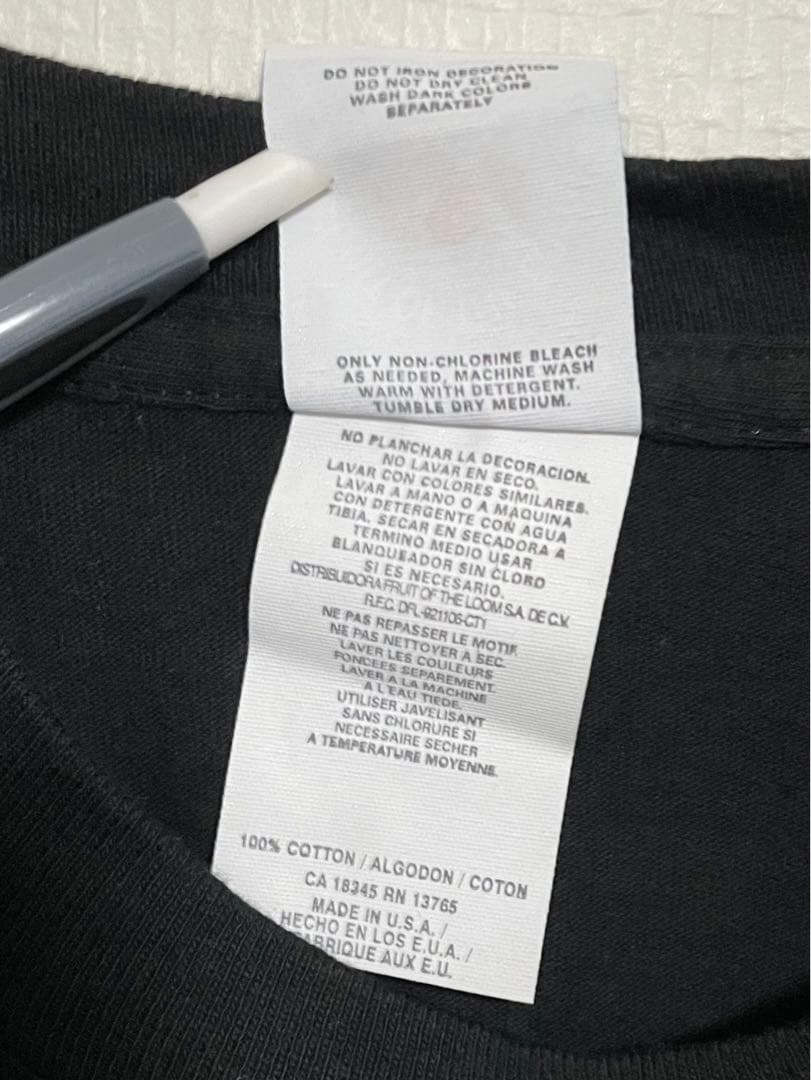 DO NOT IRON DECORATION
DO NOT DRY CLEAN
WASH DARK COLORS
SEPARATELY
ONLY NON-CHLORINE BLEACH
AS NEEDED, MACHINE WASH
WARM WITH DETERGENT.
TUMBLE DRY MEDIUM.
NO PLANCHAR LA DECORACION.
NO LAVAR EN SECO.
LAVAR CON COLORES SIMILARES.
LAVAR A MANO O A MAQUINA
CON DETERGENTE CON AGUA
TIBIA. SECAR EN SECADORA A
TERMINO MEDIO USAR
BLANQUEADOR SIN CLORO
SI ES NECESARIO.
DISTRIBUIDORA FRUIT OF THE LOOM S.A. DE C.V.
R.F.C. DFL-921106-CT1
NE PAS REPASSER LE MOTIF.
NE PAS NETTOYER A SEC.
LAVER LES COULEURS
FONCEES SEPAREMENT.
LAVER A LA MACHINE
A L'EAU TIEDE.
UTILISER JAVELISANT
SANS CHLORURE SI
NECESSAIRE SECHER
A TEMPERATURE MOYENNE.
100% COTTON / ALGODON / COTON
CA 18345 RN 13765
MADE IN U.S.A. /
HECHO EN LOS E.U.A. /
FABRIQUE AUX E.U.